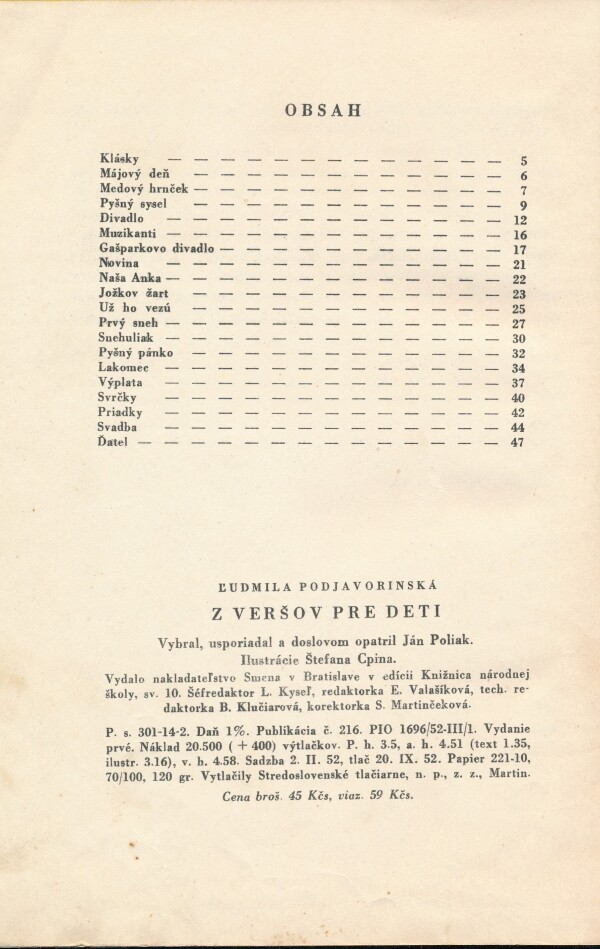 OBSAH
Klásky — — — — — — — — — — — — — 5
Májový deň — — — — — — — — — — — — 6
Medový hrnček — — — — — — — — — — — — 7
Pyšný sysel — — — — — — — — — — — — 9
Divadlo — — — — — — — — — — — — — 12
Muzikanti — — — — — — — — — — — — — 16
Gašparkovo divadlo — — — — — — — — — — — 17
Novina — — — — — — — — — — — — — 21
Naša Anka — — — — — — — — — — — — — 22
Jožkov žart — — — — — — — — — — — — 23
Už ho vezú — — — — — — — — — — — — 25
Prvý sneh — — — — — — — — — — — — — 27
Snehuliak — — — — — — — — — — — — — 30
Pyšný pánko — — — — — — — — — — — — 32
Lakomec — — — — — — — — — — — — — 34
Výplata — — — — — — — — — — — — — 37
Svrčky — — — — — — — — — — — — — 40
Priadky — — — — — — — — — — — — — 42
Svadba — — — — — — — — — — — — — 44
Ďatel — — — — — — — — — — — — — — 47
ĽUDMILA PODJAVORINSKÁ
Z VERŠOV PRE DETI
Vybral, usporiadal a doslovom opatril Ján Poliak.
Ilustrácie Štefana Cpina.
Vydalo nakladateľstvo Smena v Bratislave v edícii Knižnica národnej
školy, sv. 10. Šéfredaktor L. Kyseľ, redaktorka E. Valašíková, tech. re-
daktorka B. Klučiarová, korektorka S. Martinčeková.
P. s. 301-14-2. Daň 1%. Publikácia č. 216. PIO 1696/52-III/1. Vydanie
prvé. Náklad 20.500 ( + 400) výtlačkov. P. h. 3.5, a. h. 4.51 (text 1.35,
ilustr. 3.16), v. h. 4.58. Sadzba 2. II. 52, tlač 20. IX. 52. Papier 221-10,
70/100, 120 gr. Vytlačily Stredoslovenské tlačiarne, n. p., z. z., Martin.
Cena broš. 45 Kčs, viaz. 59 Kčs.